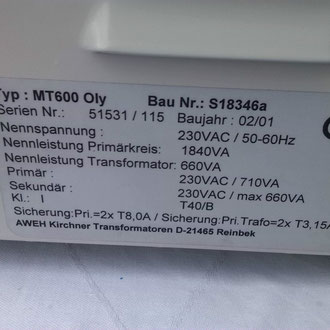 Typ : MT600 Oly Bau Nr.: S18346a
Serien Nr.: 51531 / 115 Baujahr : 02/01
Nennspannung : 230VAC / 50-60Hz
Nennleistung Primärkreis: 1840VA
Nennleistung Transformator: 660VA
Primär : 230VAC / 710VA
Sekundär : 230VAC / max 660VA
Kl.: I T40/B
Sicherung:Pri.=2x T8,0A / Sicherung:Pri.Trafo=2x T3,15A
AWEH Kirchner Transformatoren D-21465 Reinbek